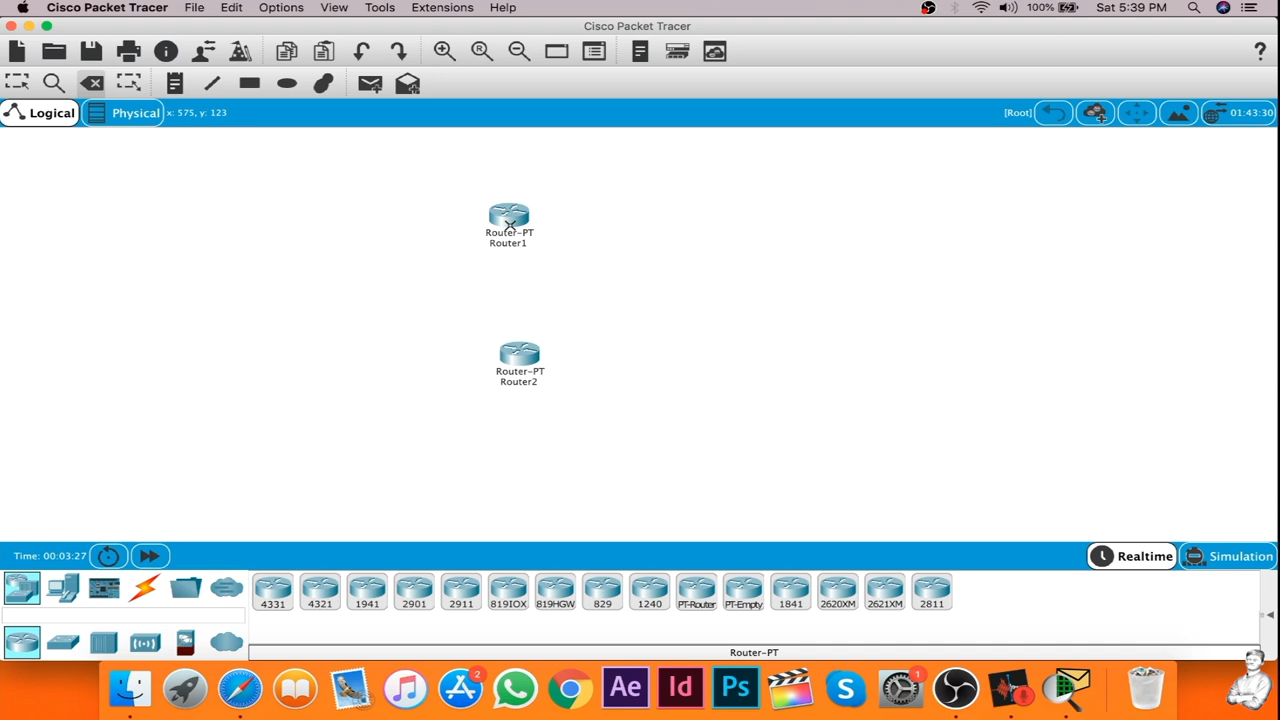 Cisco Packet Tracer File Edit Options View Tools Extensions Help 100% Sat 5:39 PM
Cisco Packet Tracer
?
Logical Physical x: 575, y: 123 [Root] 01:43:30
Router-PT
Router1
Router-PT
Router2
Time: 00:03:27 Realtime Simulation
4331 4321 1941 2901 2911 819IOX 819HGW 829 1240 PT-Router PT-Empty 1841 2620XM 2621XM 2811
Router-PT
2 Ae Id Ps 1